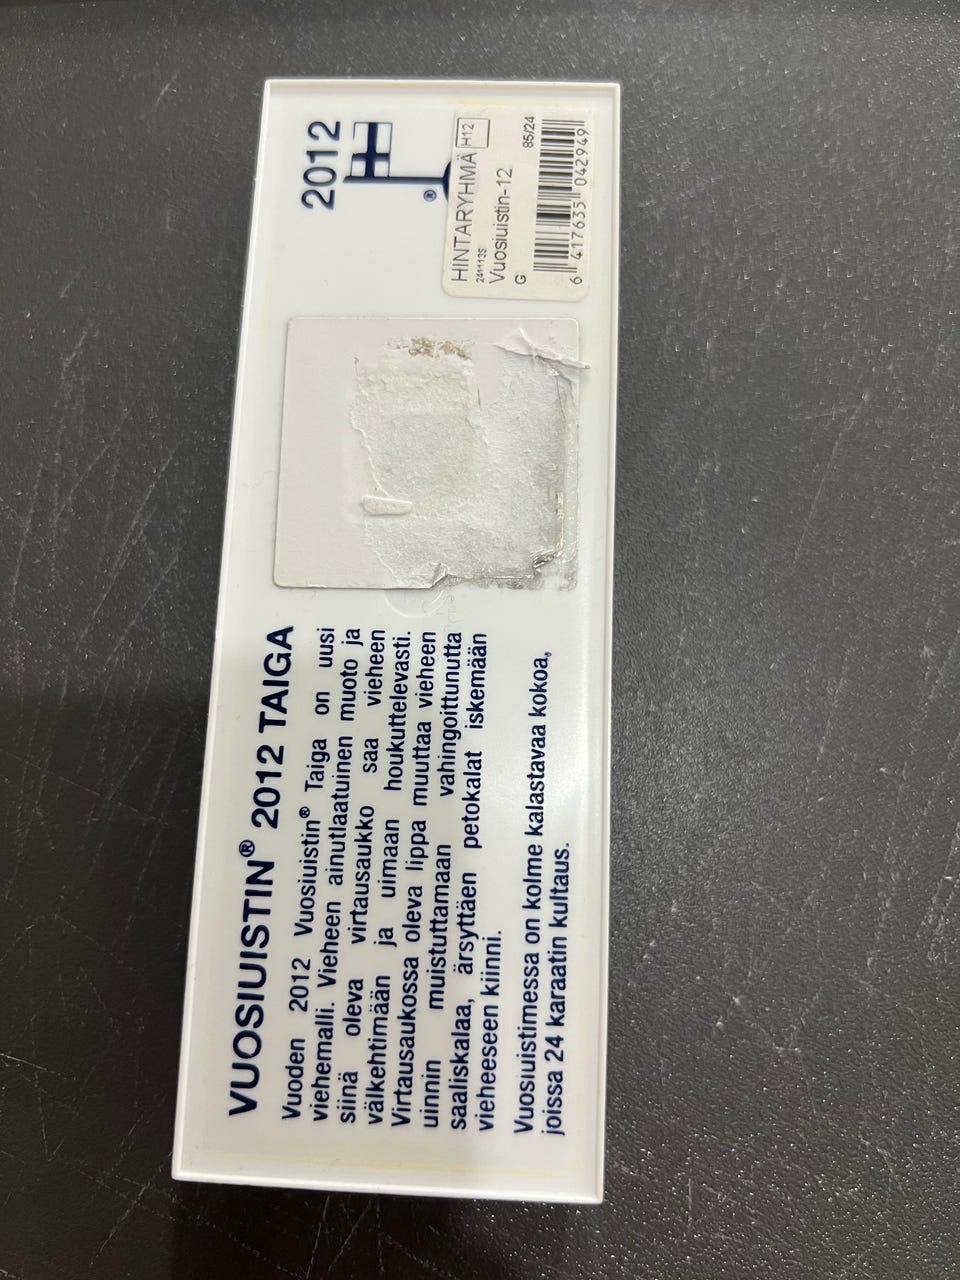 VUOSIUISTIN® 2012 TAIGA
Vuoden 2012 Vuosiuistin® Taiga on uusi
viehemalli. Vieheen ainutlaatuinen muoto ja
siinä oleva virtausaukko saa vieheen
välkehtimään ja uimaan houkuttelevasti.
Virtausaukossa oleva lippa muuttaa vieheen
uinnin muistuttamaan vahingoittunutta
saaliskalaa, ärsyttäen petokalat iskemään
vieheeseen kiinni.
Vuosiuistimessa on kolme kalastavaa kokoa,
joissa 24 karaatin kultaus.
2012
®
HINTARYHMÄ H12
2411135
Vuosiuistin-12
G 85/24
6 417635 042949